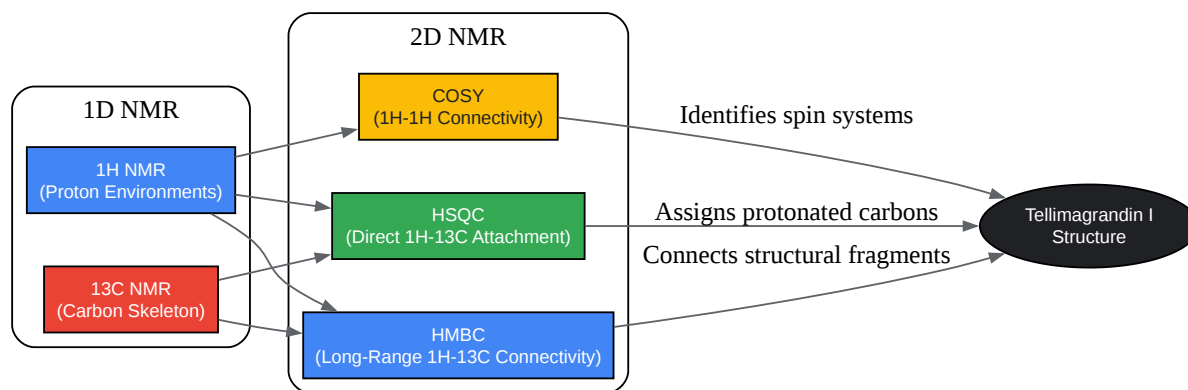 1D NMR
1H NMR
(Proton Environments)
13C NMR
(Carbon Skeleton)
2D NMR
COSY
(1H-1H Connectivity)
HSQC
(Direct 1H-13C Attachment)
HMBC
(Long-Range 1H-13C Connectivity)
Identifies spin systems
Assigns protonated carbons
Connects structural fragments
Tellimagrandin I
Structure